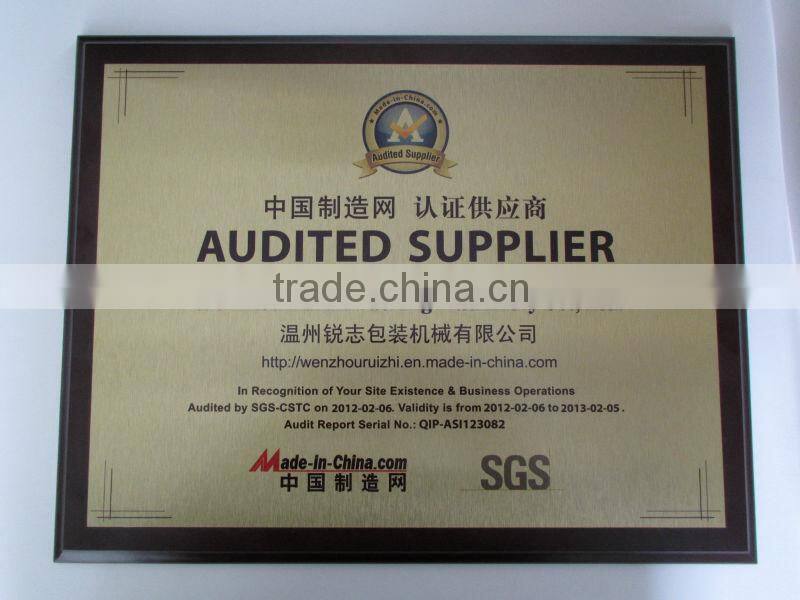 Made-in-China.com
A
Audited Supplier
中国制造网 认证供应商
AUDITED SUPPLIER
trade.china.cn
温州锐志包装机械有限公司
http://wenzhouruizhi.en.made-in-china.com
In Recognition of Your Site Existence & Business Operations
Audited by SGS-CSTC on 2012-02-06. Validity is from 2012-02-06 to 2013-02-05 .
Audit Report Serial No.: QIP-ASI123082
Made-in-China.com
中国制造网
SGS